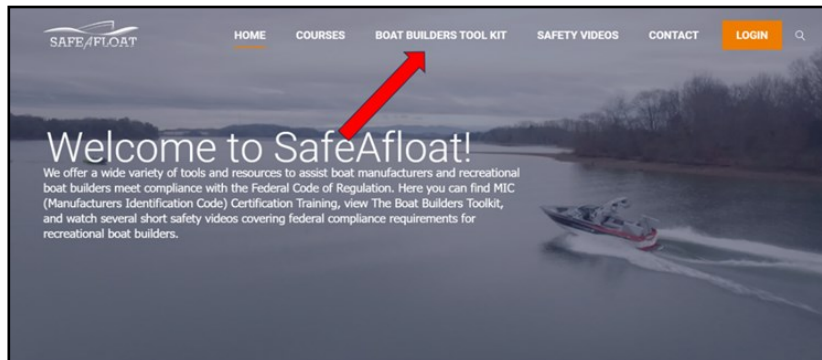 SAFEAFLOAT
HOME COURSES BOAT BUILDERS TOOL KIT SAFETY VIDEOS CONTACT LOGIN
Welcome to SafeAfloat!
We offer a wide variety of tools and resources to assist boat manufacturers and recreational
boat builders meet compliance with the Federal Code of Regulation. Here you can find MIC
(Manufacturers Identification Code) Certification Training, view The Boat Builders Toolkit,
and watch several short safety videos covering federal compliance requirements for
recreational boat builders.